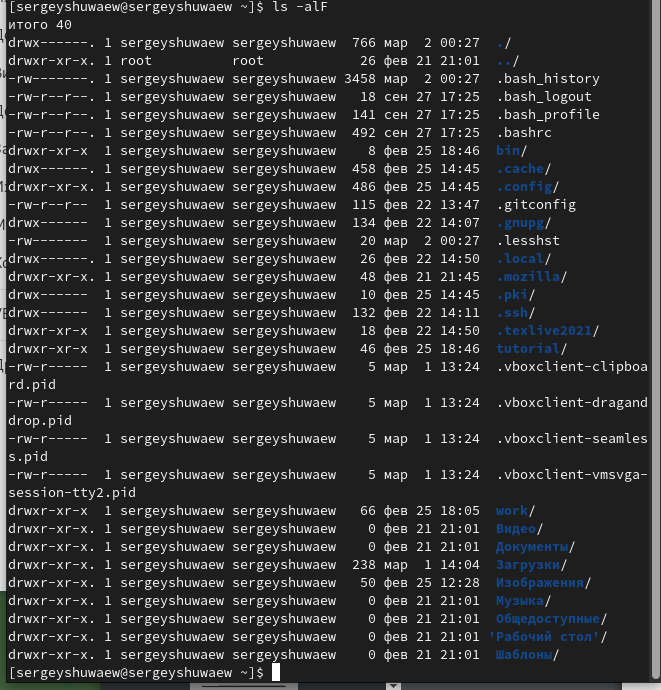 [sergeyshuwaew@sergeyshuwaew ~]$ ls -alF
итого 40
drwx------. 1 sergeyshuwaew sergeyshuwaew  766 мар  2 00:27  ./
drwxr-xr-x. 1 root          root            26 фев 21 21:01  ../
-rw-------. 1 sergeyshuwaew sergeyshuwaew 3458 мар  2 00:27  .bash_history
-rw-r--r--. 1 sergeyshuwaew sergeyshuwaew   18 сен 27 17:25  .bash_logout
-rw-r--r--. 1 sergeyshuwaew sergeyshuwaew  141 сен 27 17:25  .bash_profile
-rw-r--r--. 1 sergeyshuwaew sergeyshuwaew  492 сен 27 17:25  .bashrc
drwxr-xr-x  1 sergeyshuwaew sergeyshuwaew    8 фев 25 18:46  bin/
drwx------. 1 sergeyshuwaew sergeyshuwaew  458 фев 25 14:45  .cache/
drwxr-xr-x. 1 sergeyshuwaew sergeyshuwaew  486 фев 25 14:45  .config/
-rw-r--r--  1 sergeyshuwaew sergeyshuwaew  115 фев 22 13:47  .gitconfig
drwx------  1 sergeyshuwaew sergeyshuwaew  134 фев 22 14:07  .gnupg/
-rw-------  1 sergeyshuwaew sergeyshuwaew   20 мар  2 00:27  .lesshst
drwx------. 1 sergeyshuwaew sergeyshuwaew   26 фев 22 14:50  .local/
drwxr-xr-x. 1 sergeyshuwaew sergeyshuwaew   48 фев 21 21:45  .mozilla/
drwx-----  1 sergeyshuwaew sergeyshuwaew   10 фев 25 14:45  .pki/
drwx------  1 sergeyshuwaew sergeyshuwaew  132 фев 22 14:11  .ssh/
drwxr-xr-x  1 sergeyshuwaew sergeyshuwaew   18 фев 22 14:50  .texlive2021/
drwxr-xr-x  1 sergeyshuwaew sergeyshuwaew   46 фев 25 18:46  tutorial/
-rw-r-----  1 sergeyshuwaew sergeyshuwaew    5 мар  1 13:24  .vboxclient-clipboa
rd.pid
-rw-r-----  1 sergeyshuwaew sergeyshuwaew    5 мар  1 13:24  .vboxclient-dragand
drop.pid
-rw-r-----  1 sergeyshuwaew sergeyshuwaew    5 мар  1 13:24  .vboxclient-seamles
s.pid
-rw-r-----  1 sergeyshuwaew sergeyshuwaew    5 мар  1 13:24  .vboxclient-vmsvga-
session-tty2.pid
drwxr-xr-x  1 sergeyshuwaew sergeyshuwaew   66 фев 25 18:05  work/
drwxr-xr-x. 1 sergeyshuwaew sergeyshuwaew    0 фев 21 21:01  Видео/
drwxr-xr-x. 1 sergeyshuwaew sergeyshuwaew    0 фев 21 21:01  Документы/
drwxr-xr-x. 1 sergeyshuwaew sergeyshuwaew  238 мар  1 14:04  Загрузки/
drwxr-xr-x. 1 sergeyshuwaew sergeyshuwaew   50 фев 25 12:28  Изображения/
drwxr-xr-x. 1 sergeyshuwaew sergeyshuwaew    0 фев 21 21:01  Музыка/
drwxr-xr-x. 1 sergeyshuwaew sergeyshuwaew    0 фев 21 21:01  Общедоступные/
drwxr-xr-x. 1 sergeyshuwaew sergeyshuwaew    0 фев 21 21:01 'Рабочий стол'/
drwxr-xr-x. 1 sergeyshuwaew sergeyshuwaew    0 фев 21 21:01  Шаблоны/
[sergeyshuwaew@sergeyshuwaew ~]$